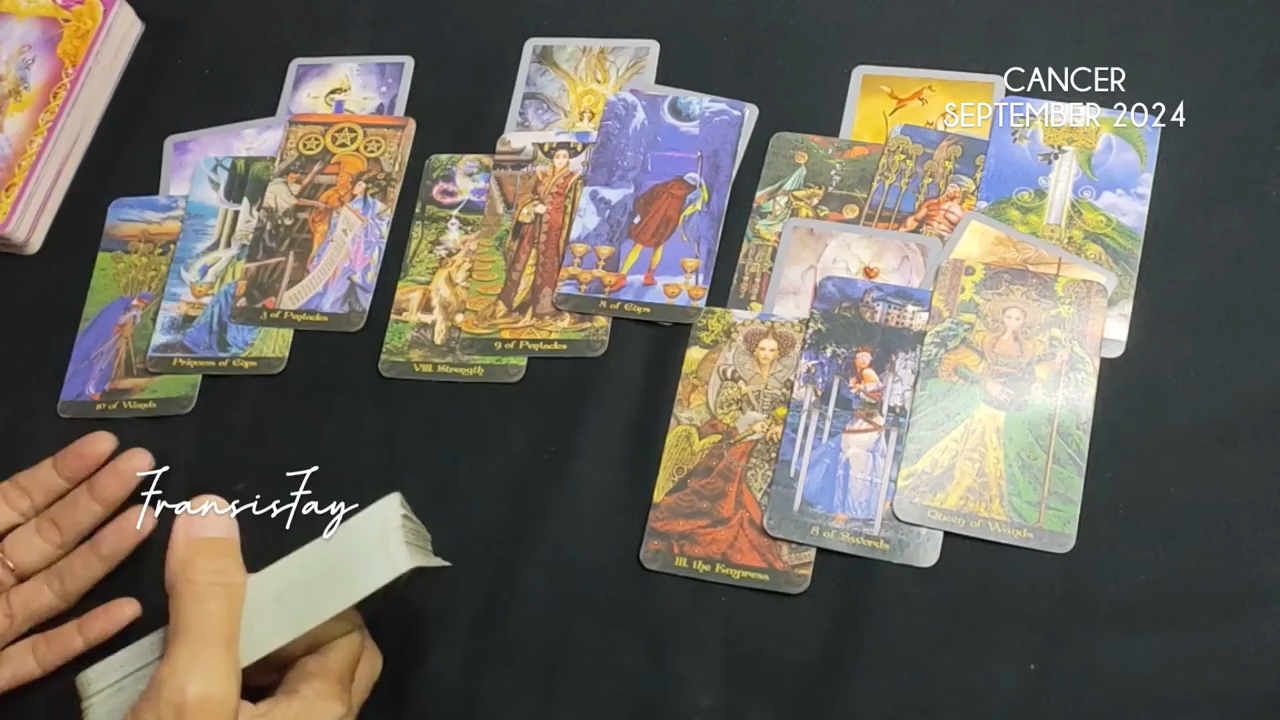 CANCER
SEPTEMBER 2024
3 of Pentacles
Princess of Cups
10 of Wands
8 of Cups
9 of Pentacles
VIII. Strength
FransisFay
Queen of Wands
8 of Swords
III. the Empress